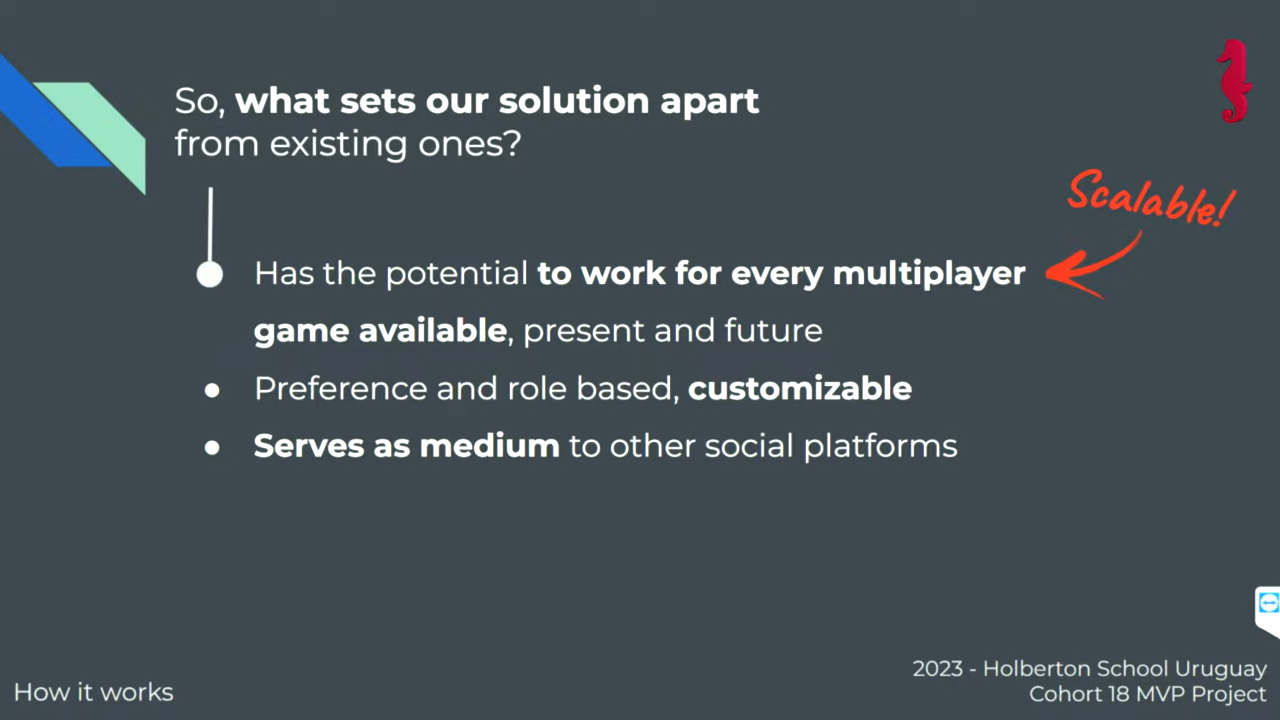 So, what sets our solution apart
from existing ones?
Scalable!
Has the potential to work for every multiplayer
game available, present and future
● Preference and role based, customizable
● Serves as medium to other social platforms
How it works
2023 - Holberton School Uruguay
Cohort 18 MVP Project